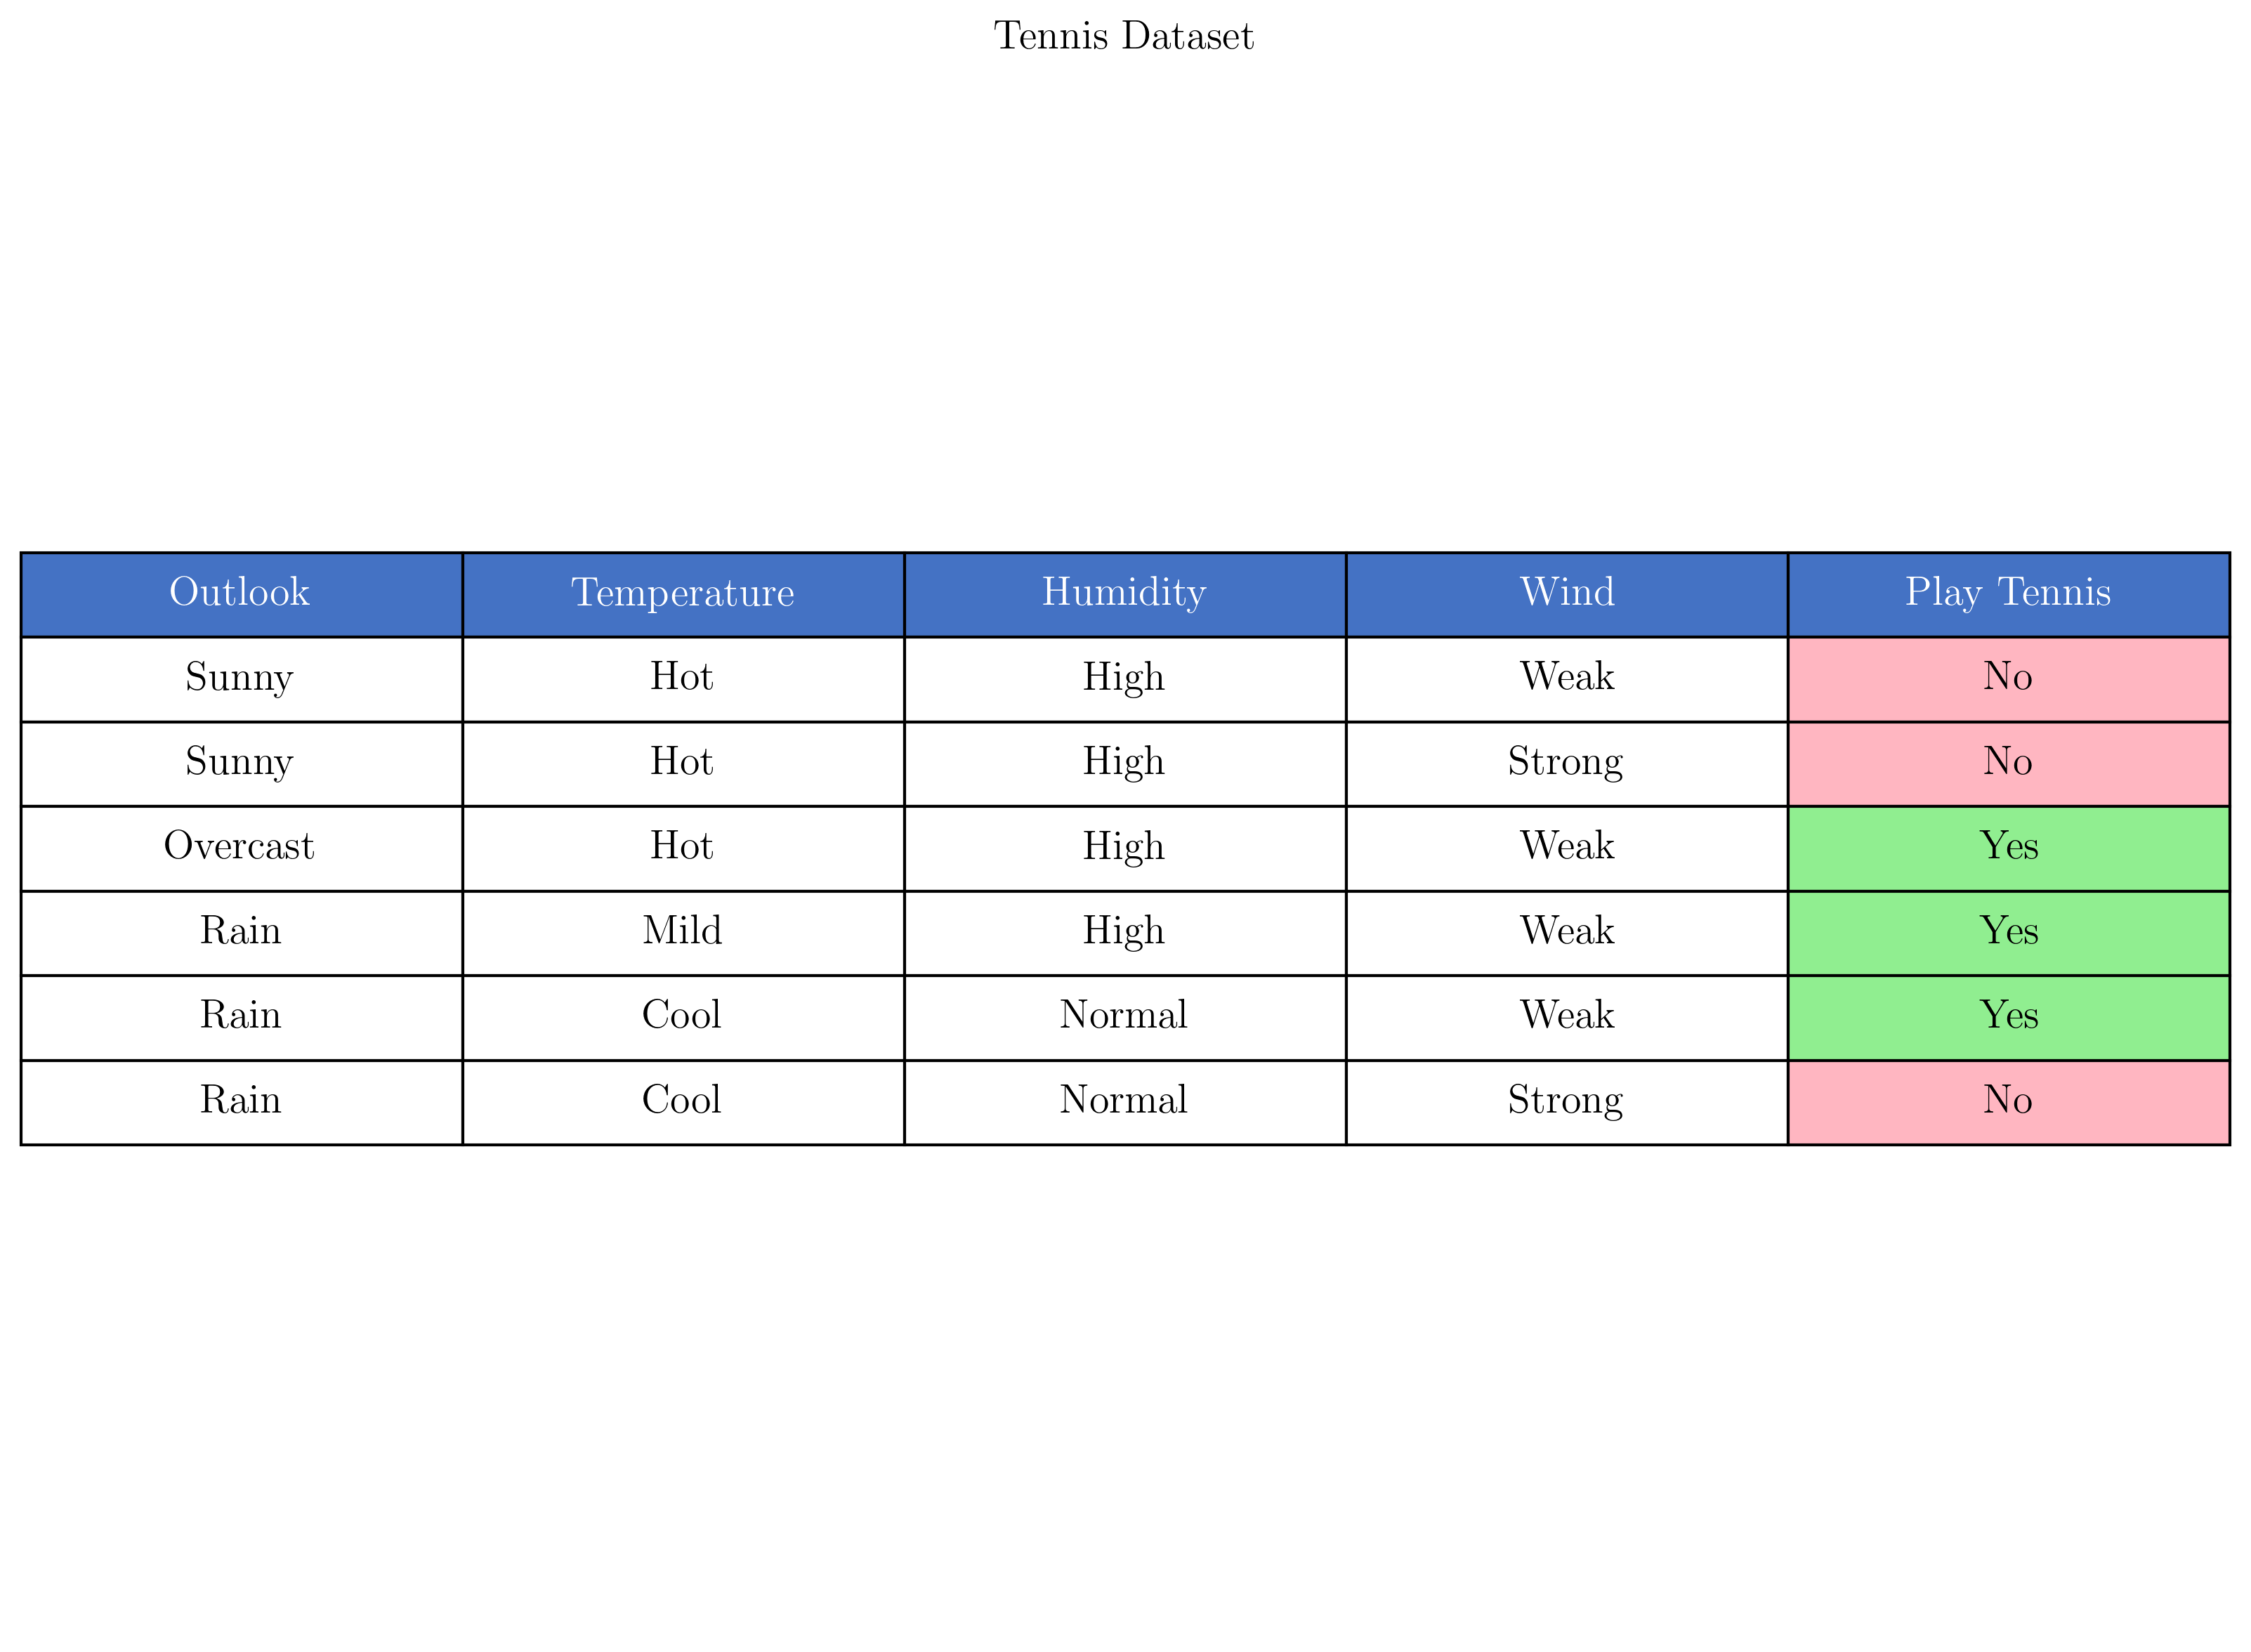 Tennis Dataset
Outlook Temperature Humidity Wind Play Tennis
Sunny Hot High Weak No
Sunny Hot High Strong No
Overcast Hot High Weak Yes
Rain Mild High Weak Yes
Rain Cool Normal Weak Yes
Rain Cool Normal Strong No